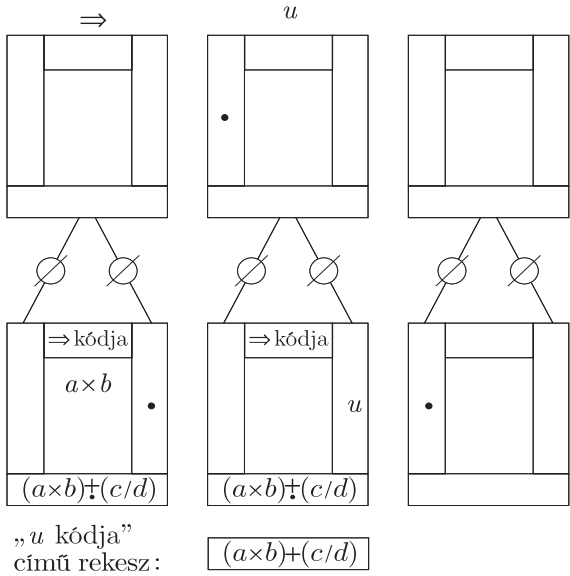 ⇒ u
⇒kódja ⇒kódja
a×b
u
(a×b)+(c/d) (a×b)+(c/d)
„u kódja”
című rekesz: (a×b)+(c/d)